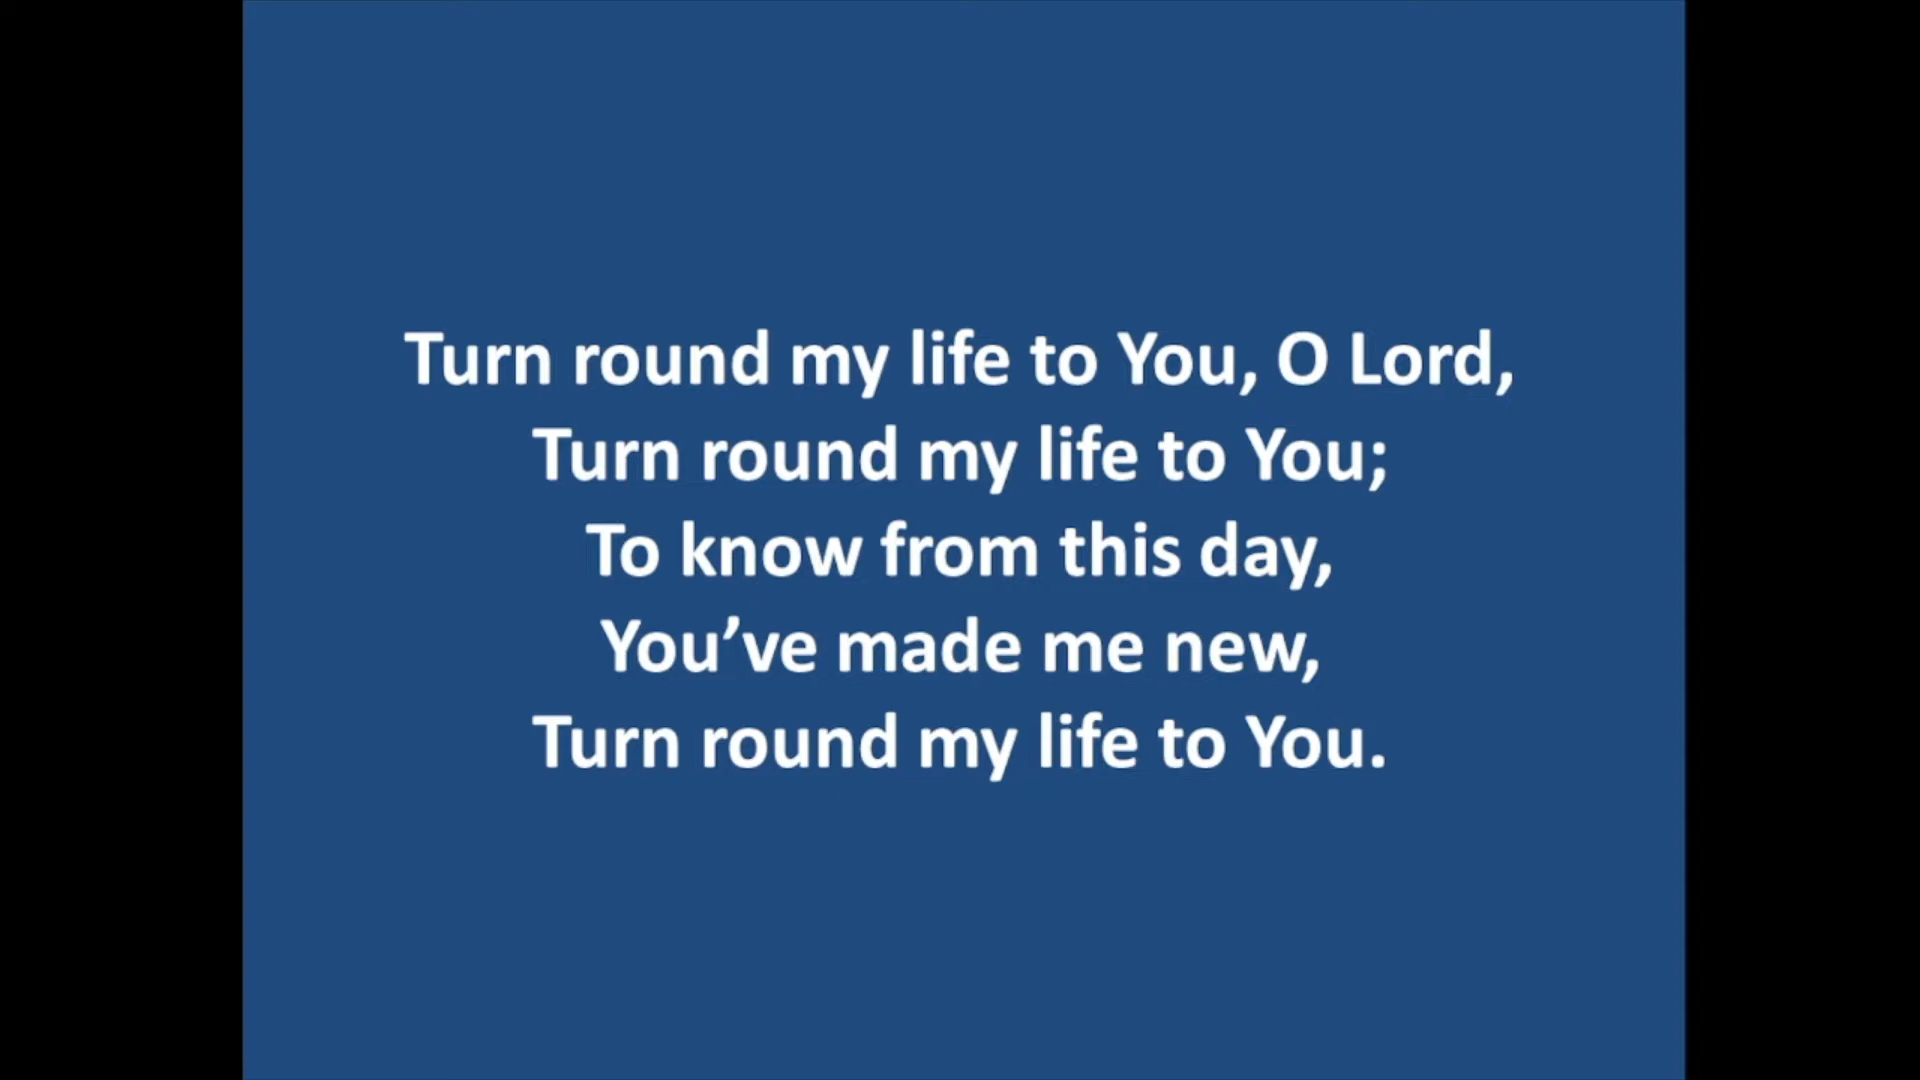 Turn round my life to You, O Lord,
Turn round my life to You;
To know from this day,
You’ve made me new,
Turn round my life to You.